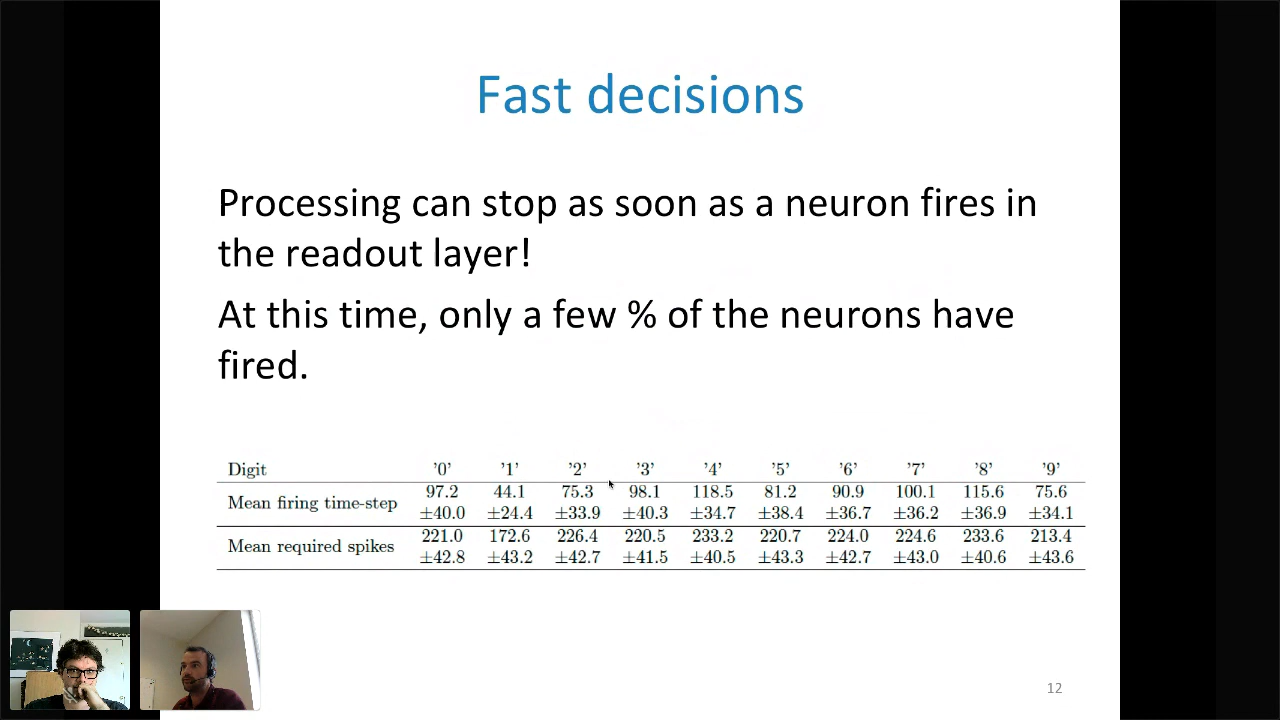 Fast decisions
Processing can stop as soon as a neuron fires in
the readout layer!
At this time, only a few % of the neurons have
fired.
Digit '0' '1' '2' '3' '4' '5' '6' '7' '8' '9'
Mean firing time-step 97.2 44.1 75.3 98.1 118.5 81.2 90.9 100.1 115.6 75.6
±40.0 ±24.4 ±33.9 ±40.3 ±34.7 ±38.4 ±36.7 ±36.2 ±36.9 ±34.1
Mean required spikes 221.0 172.6 226.4 220.5 233.2 220.7 224.0 224.6 233.6 213.4
±42.8 ±43.2 ±42.7 ±41.5 ±40.5 ±43.3 ±42.7 ±43.0 ±40.6 ±43.6
12